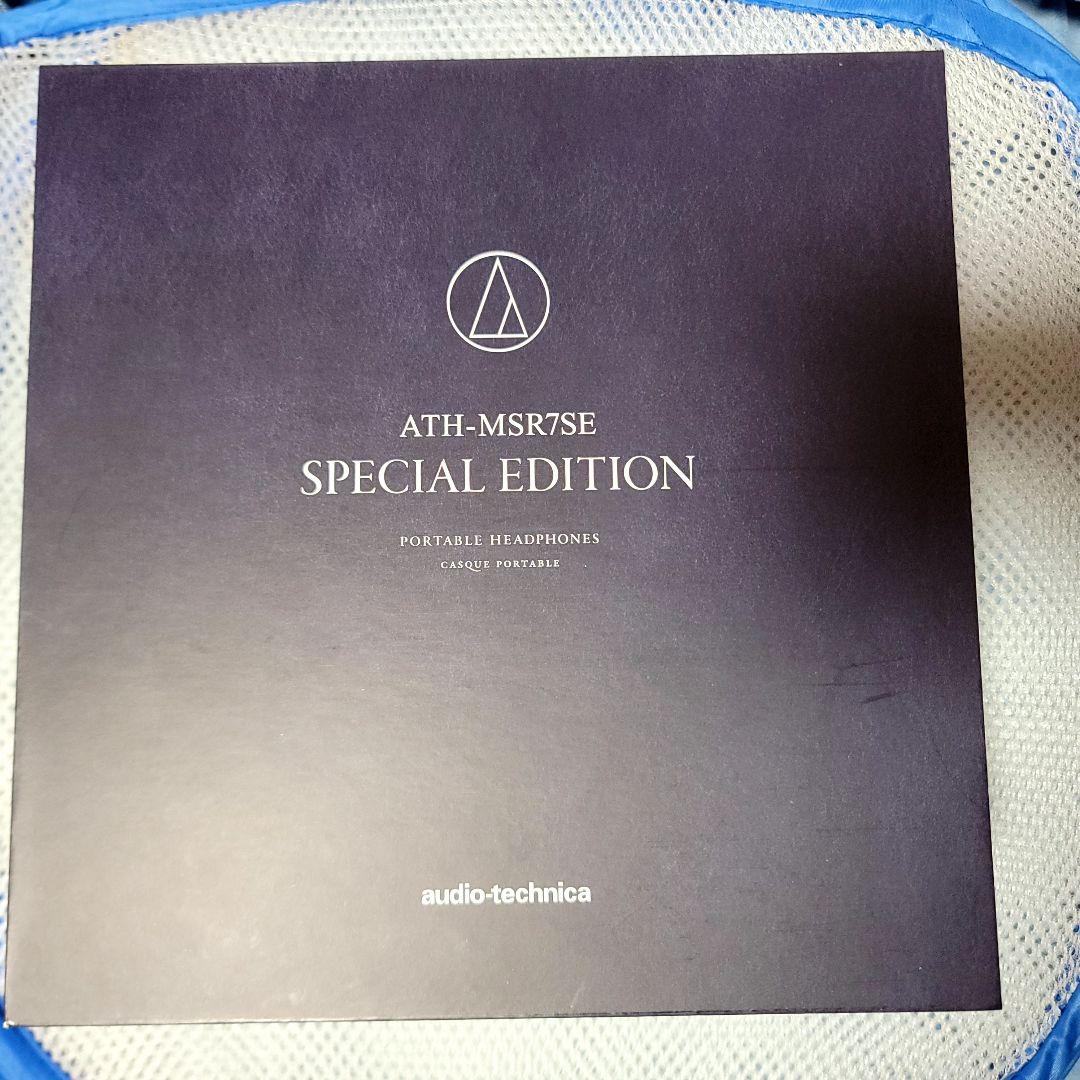 ATH-MSR7SE
SPECIAL EDITION
PORTABLE HEADPHONES
CASQUE PORTABLE
audio-technica